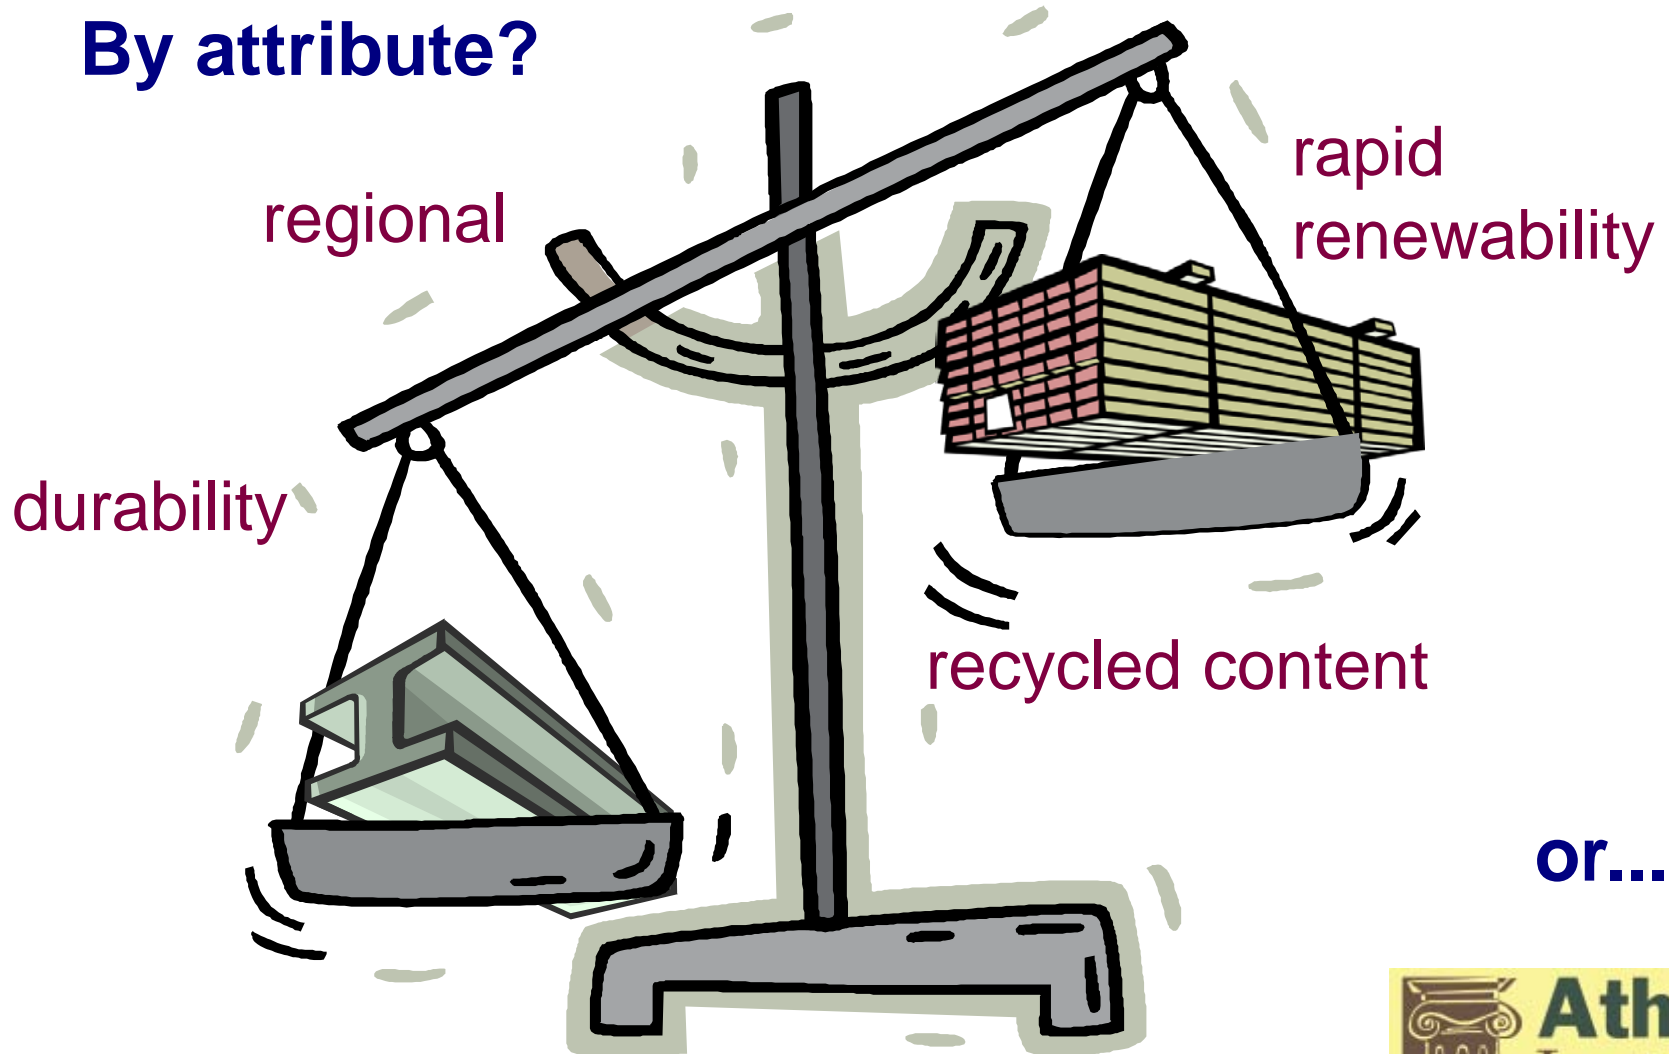 By attribute?
regional
rapid
renewability
durability
recycled content
or...
Ath